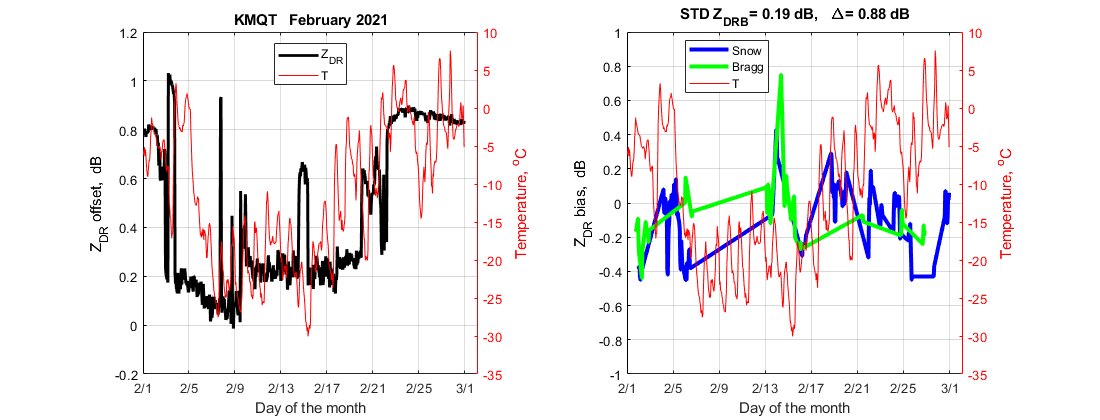 KMQT February 2021
1.2
1
0.8
0.6
0.4
0.2
0
-0.2
Z_DR offset, dB
Z_DR
T
10
5
0
-5
-10
-15
-20
-25
-30
-35
Temperature, °C
2/1 2/5 2/9 2/13 2/17 2/21 2/25 3/1
Day of the month
STD Z_DRB = 0.19 dB, Δ = 0.88 dB
1
0.8
0.6
0.4
0.2
0
-0.2
-0.4
-0.6
-0.8
-1
Z_DR bias, dB
Snow
Bragg
T
10
5
0
-5
-10
-15
-20
-25
-30
-35
Temperature, °C
2/1 2/5 2/9 2/13 2/17 2/21 2/25 3/1
Day of the month